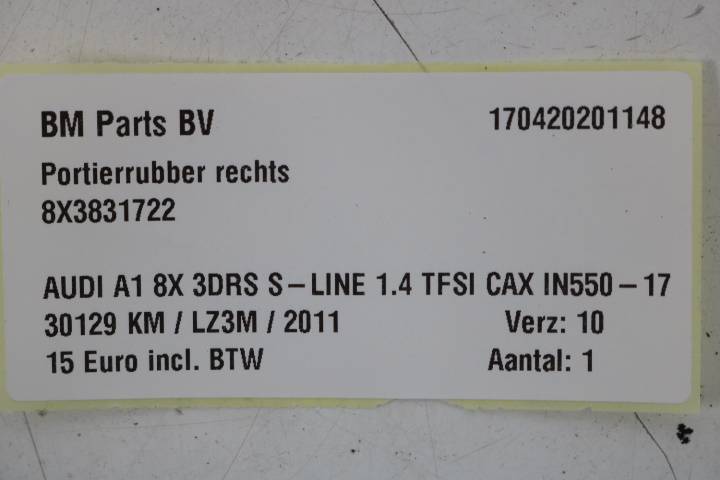 BM Parts BV 170420201148
Portierrubber rechts
8X3831722
AUDI A1 8X 3DRS S-LINE 1.4 TFSI CAX IN550-17
30129 KM / LZ3M / 2011 Verz: 10
15 Euro incl. BTW Aantal: 1